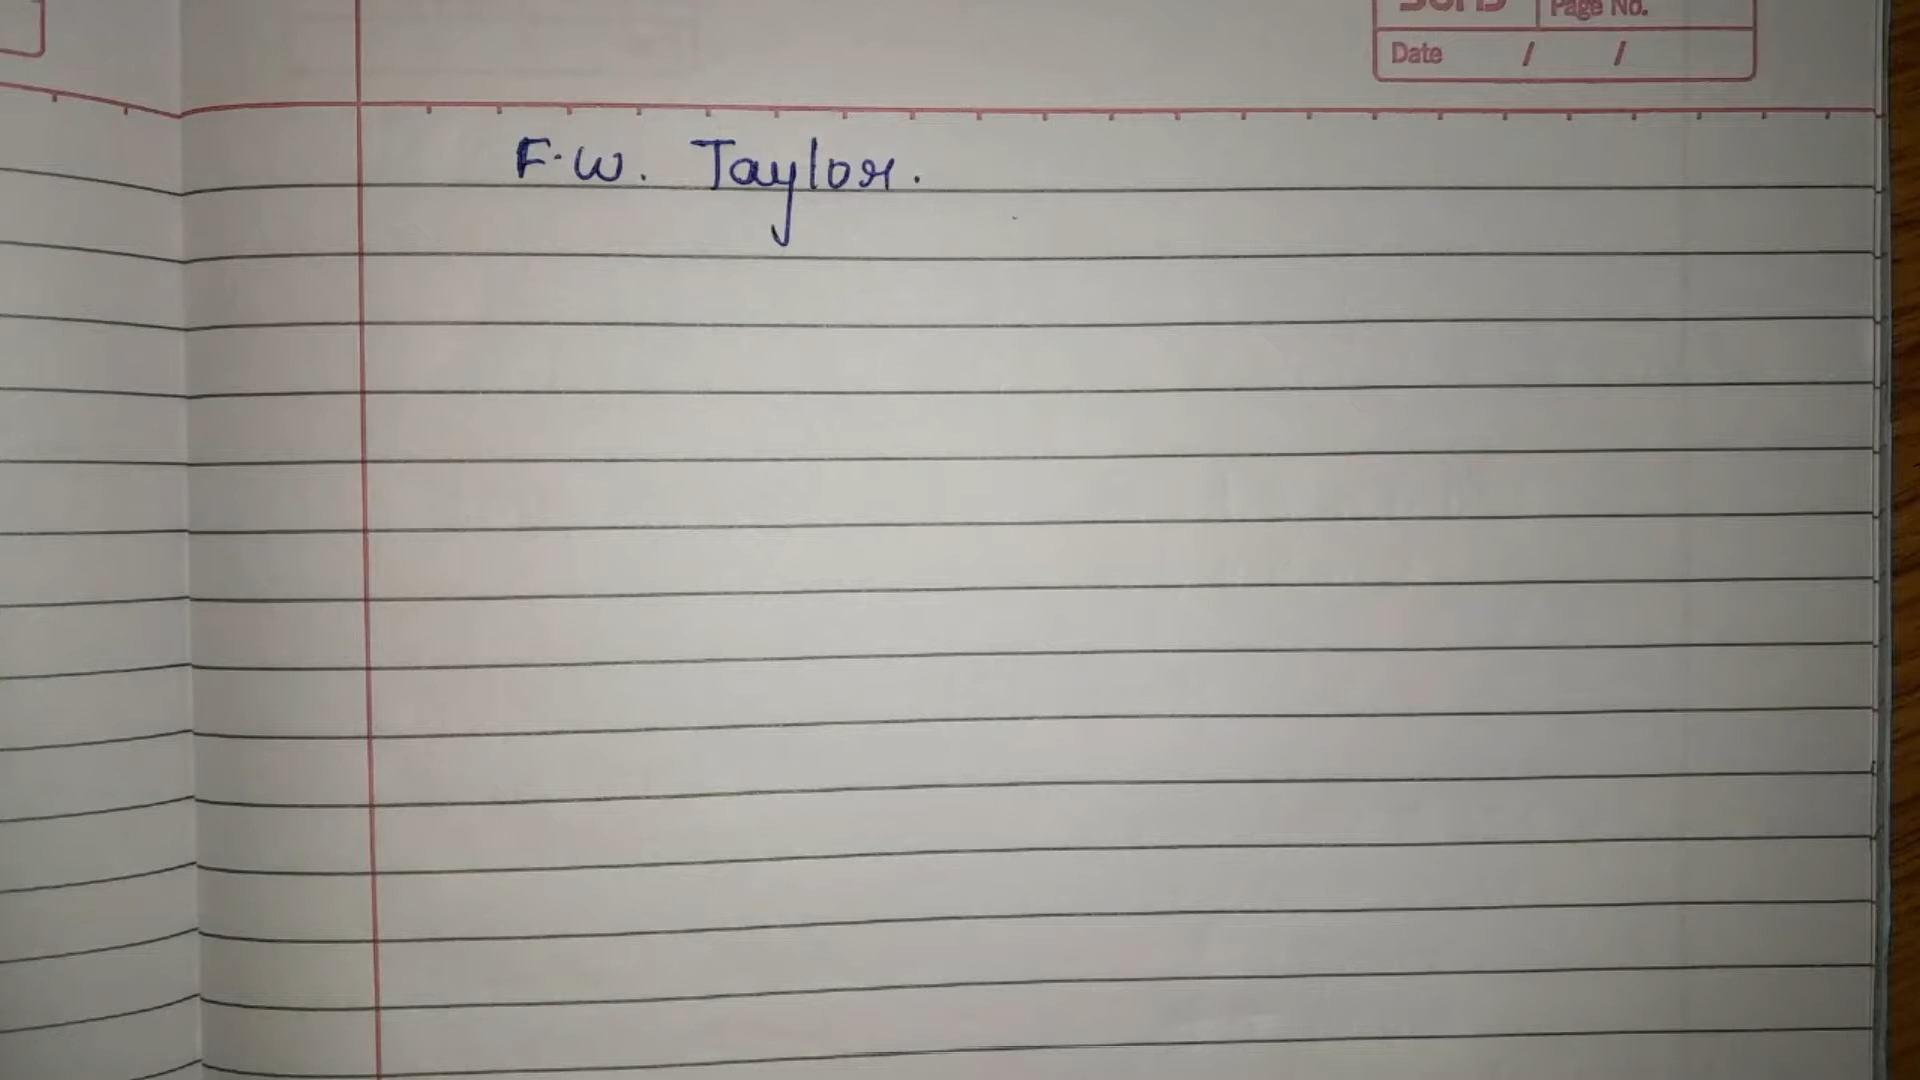 Page No.
Date / /
F.W. Taylor.